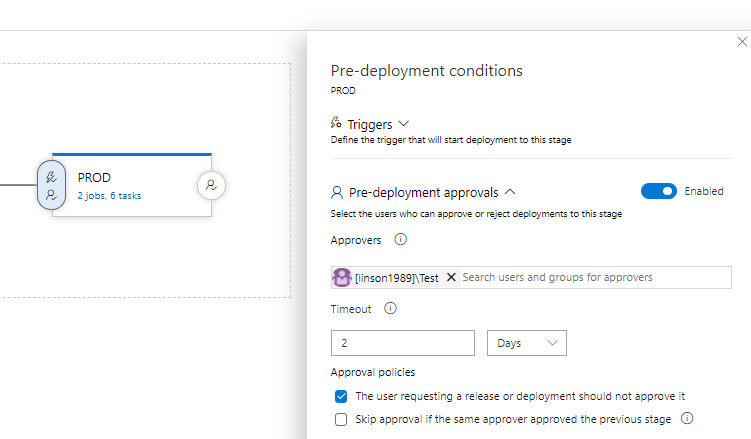 Pre-deployment conditions
PROD
Triggers
Define the trigger that will start deployment to this stage
PROD
2 jobs, 6 tasks
Pre-deployment approvals
Enabled
Select the users who can approve or reject deployments to this stage
Approvers
[linson1989]\Test Search users and groups for approvers
Timeout
2 Days
Approval policies
The user requesting a release or deployment should not approve it
Skip approval if the same approver approved the previous stage